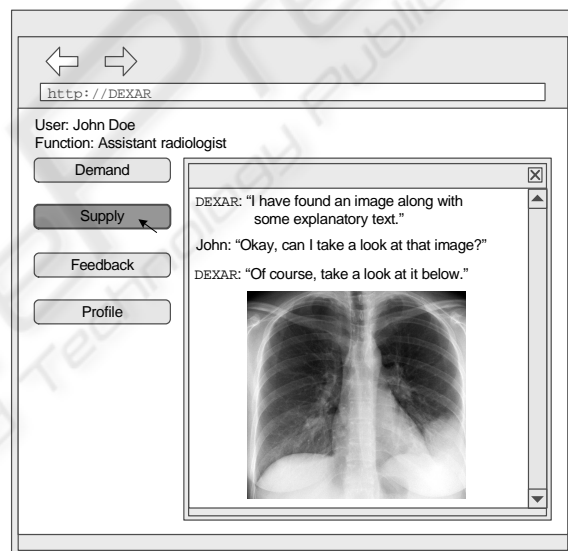 http://DEXAR
User: John Doe
Function: Assistant radiologist
Demand
Supply
Feedback
Profile
DEXAR: “I have found an image along with
some explanatory text.”
John: “Okay, can I take a look at that image?”
DEXAR: “Of course, take a look at it below.”